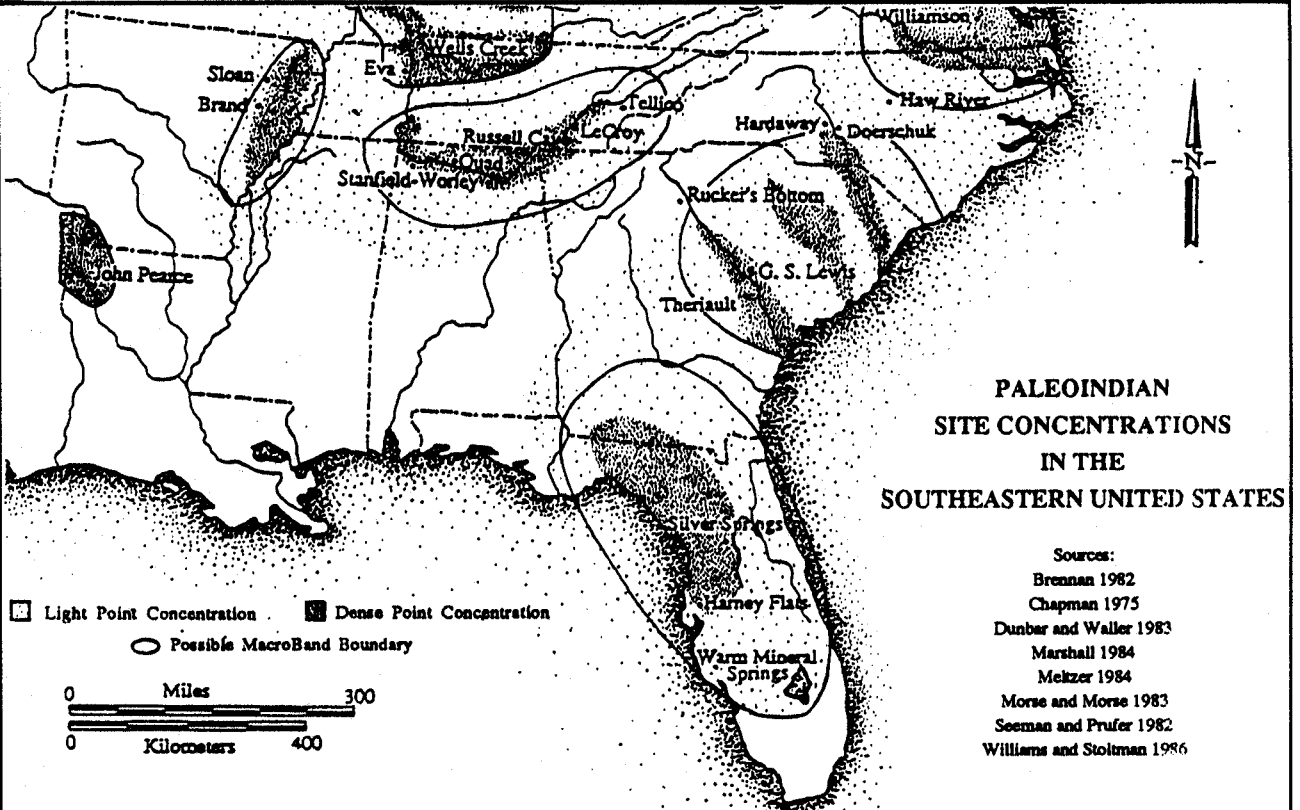 Williamson
Wells Creek
Eva
Sloan
Brand
Haw River
Tellico
Hardaway
Doerschuk
LeCroy
Russell Cave
Quad
Stanfield-Worley
Rucker's Bottom
John Pearce
G. S. Lewis
Theriault
N
PALEOINDIAN
SITE CONCENTRATIONS
IN THE
SOUTHEASTERN UNITED STATES
Silver Springs
Harney Flats
Warm Mineral
Springs
Sources:
Brennan 1982
Chapman 1975
Dunbar and Waller 1983
Marshall 1984
Meltzer 1984
Morse and Morse 1983
Seeman and Prufer 1982
Williams and Stoltman 1986
Light Point Concentration
Dense Point Concentration
Possible MacroBand Boundary
0 Miles 300
0 Kilometers 400